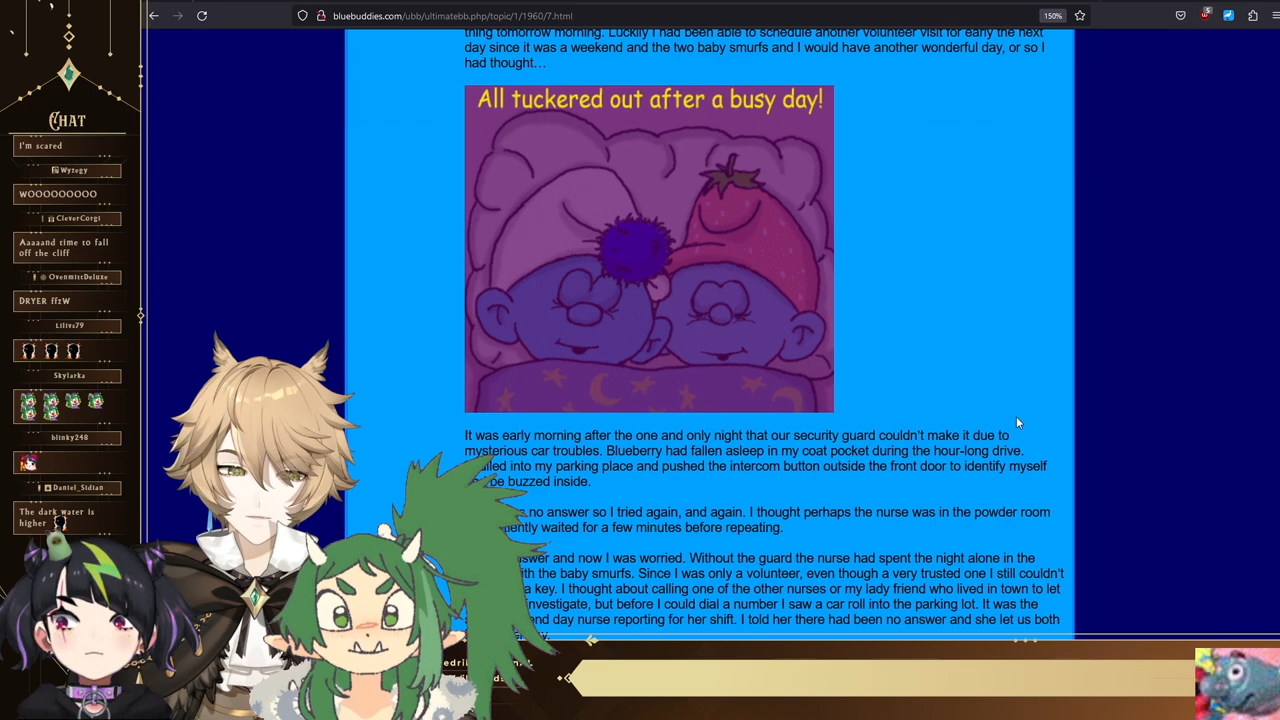 bluebuddies.com/ubb/ultimatebb.php/topic/1/1960/7.html
150%
5
thing tomorrow morning. Luckily I had been able to schedule another volunteer visit for early the next
day since it was a weekend and the two baby smurfs and I would have another wonderful day, or so I
had thought…
All tuckered out after a busy day!
It was early morning after the one and only night that our security guard couldn't make it due to
mysterious car troubles. Blueberry had fallen asleep in my coat pocket during the hour-long drive.
into my parking place and pushed the intercom button outside the front door to identify myself
be buzzed inside.
no answer so I tried again, and again. I thought perhaps the nurse was in the powder room
waited for a few minutes before repeating.
and now I was worried. Without the guard the nurse had spent the night alone in the
the baby smurfs. Since I was only a volunteer, even though a very trusted one I still couldn't
a key. I thought about calling one of the other nurses or my lady friend who lived in town to let
investigate, but before I could dial a number I saw a car roll into the parking lot. It was the
day nurse reporting for her shift. I told her there had been no answer and she let us both
CHAT
I'm scared
Wyzegy
WOOOOOOOOO
CleverCorgi
Aaaaand time to fall
off the cliff
OvenmittDeluxe
DRYER ffzW
Lilivs79
Skylarka
blinky248
Daniel_Sidian
The dark water is
higher